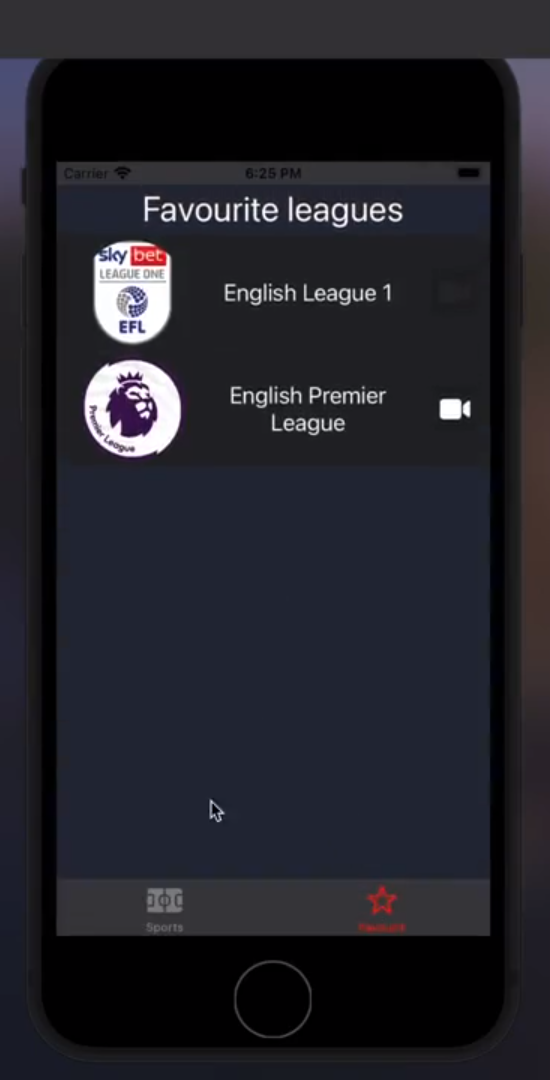 Carrier
6:25 PM
Favourite leagues
sky bet
LEAGUE ONE
EFL
English League 1
Premier League
English Premier
League
Sports